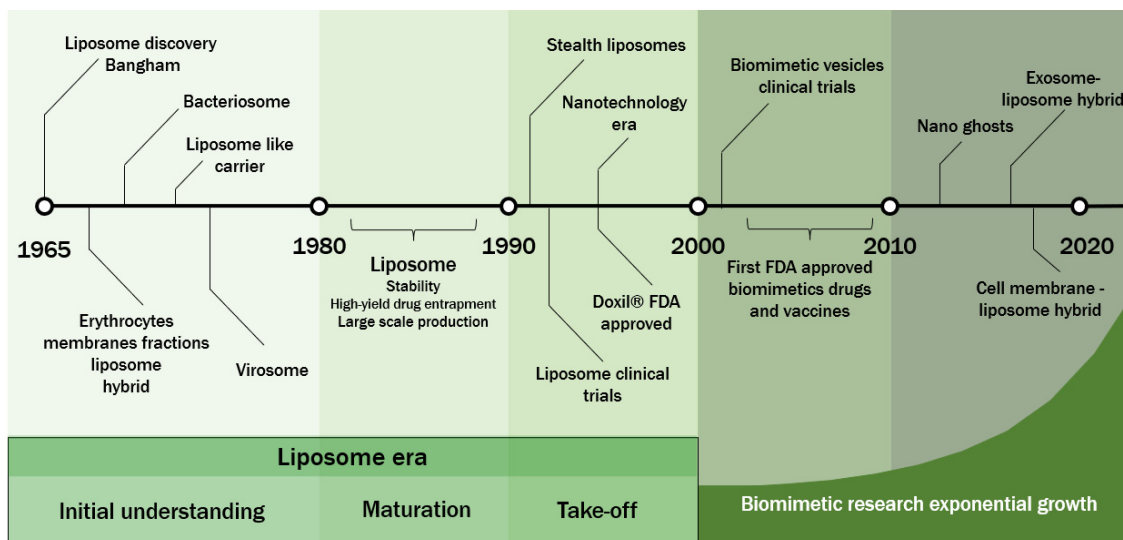 Liposome discovery
Bangham
Bacteriosome
Liposome like
carrier
Stealth liposomes
Nanotechnology
era
Biomimetic vesicles
clinical trials
Exosome-
liposome hybrid
Nano ghosts
1965
1980
1990
2000
2010
2020
Erythrocytes
membranes fractions
liposome
hybrid
Virosome
Liposome
Stability
High-yield drug entrapment
Large scale production
Doxil® FDA
approved
Liposome clinical
trials
First FDA approved
biomimetics drugs
and vaccines
Cell membrane -
liposome hybrid
Liposome era
Initial understanding
Maturation
Take-off
Biomimetic research exponential growth